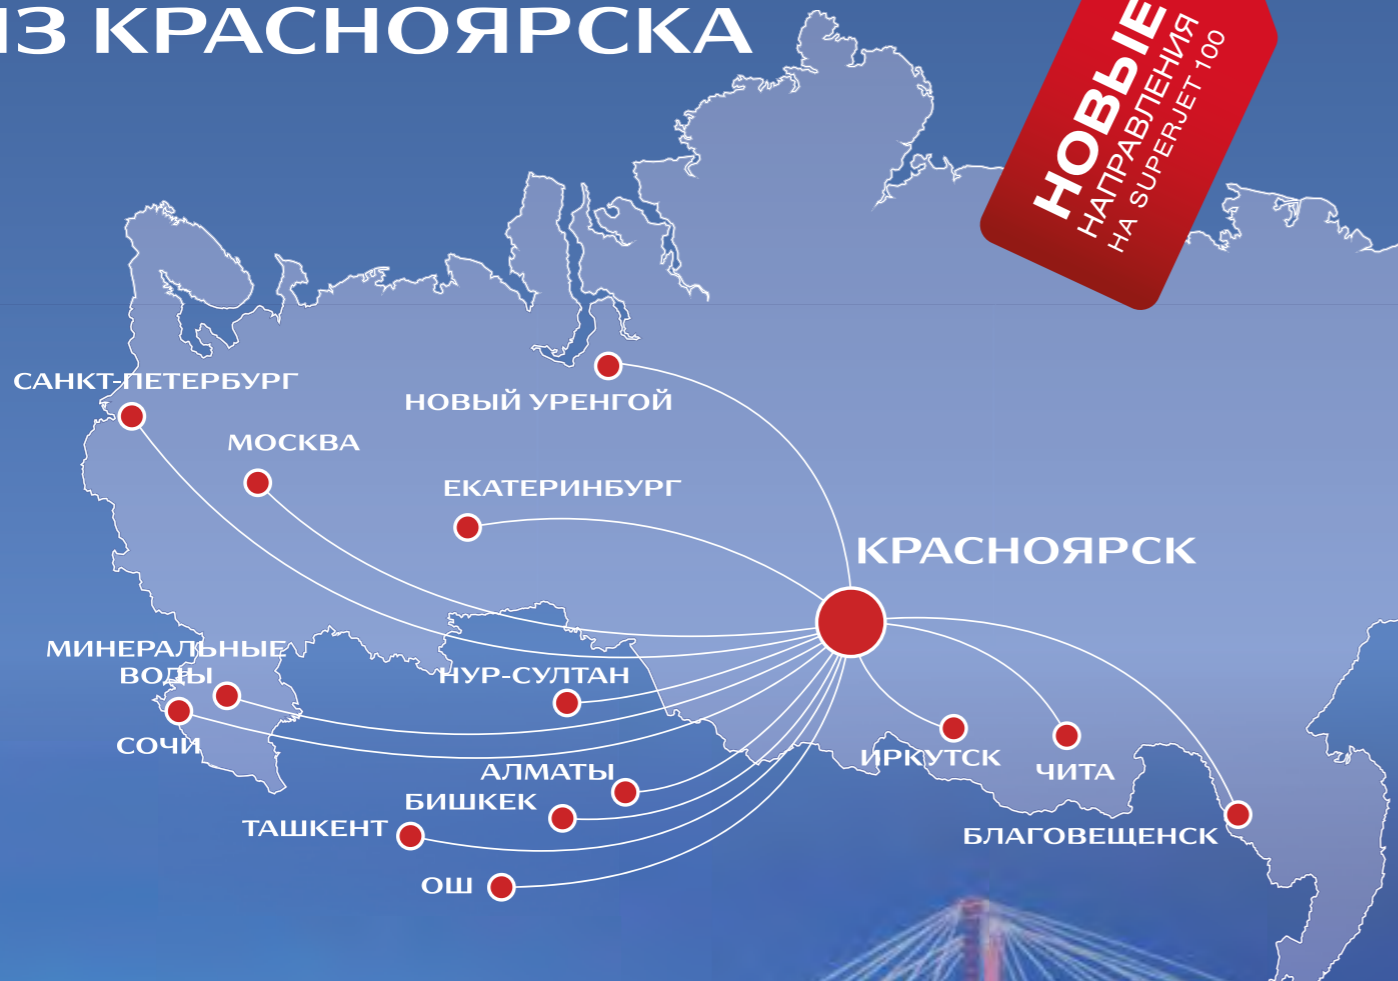 ИЗ КРАСНОЯРСКА
НОВЫЕ
НАПРАВЛЕНИЯ
НА SUPERJET 100
САНКТ-ПЕТЕРБУРГ
НОВЫЙ УРЕНГОЙ
МОСКВА
ЕКАТЕРИНБУРГ
КРАСНОЯРСК
МИНЕРАЛЬНЫЕ
ВОДЫ
НУР-СУЛТАН
СОЧИ
ИРКУТСК
ЧИТА
АЛМАТЫ
БИШКЕК
ТАШКЕНТ
БЛАГОВЕЩЕНСК
ОШ